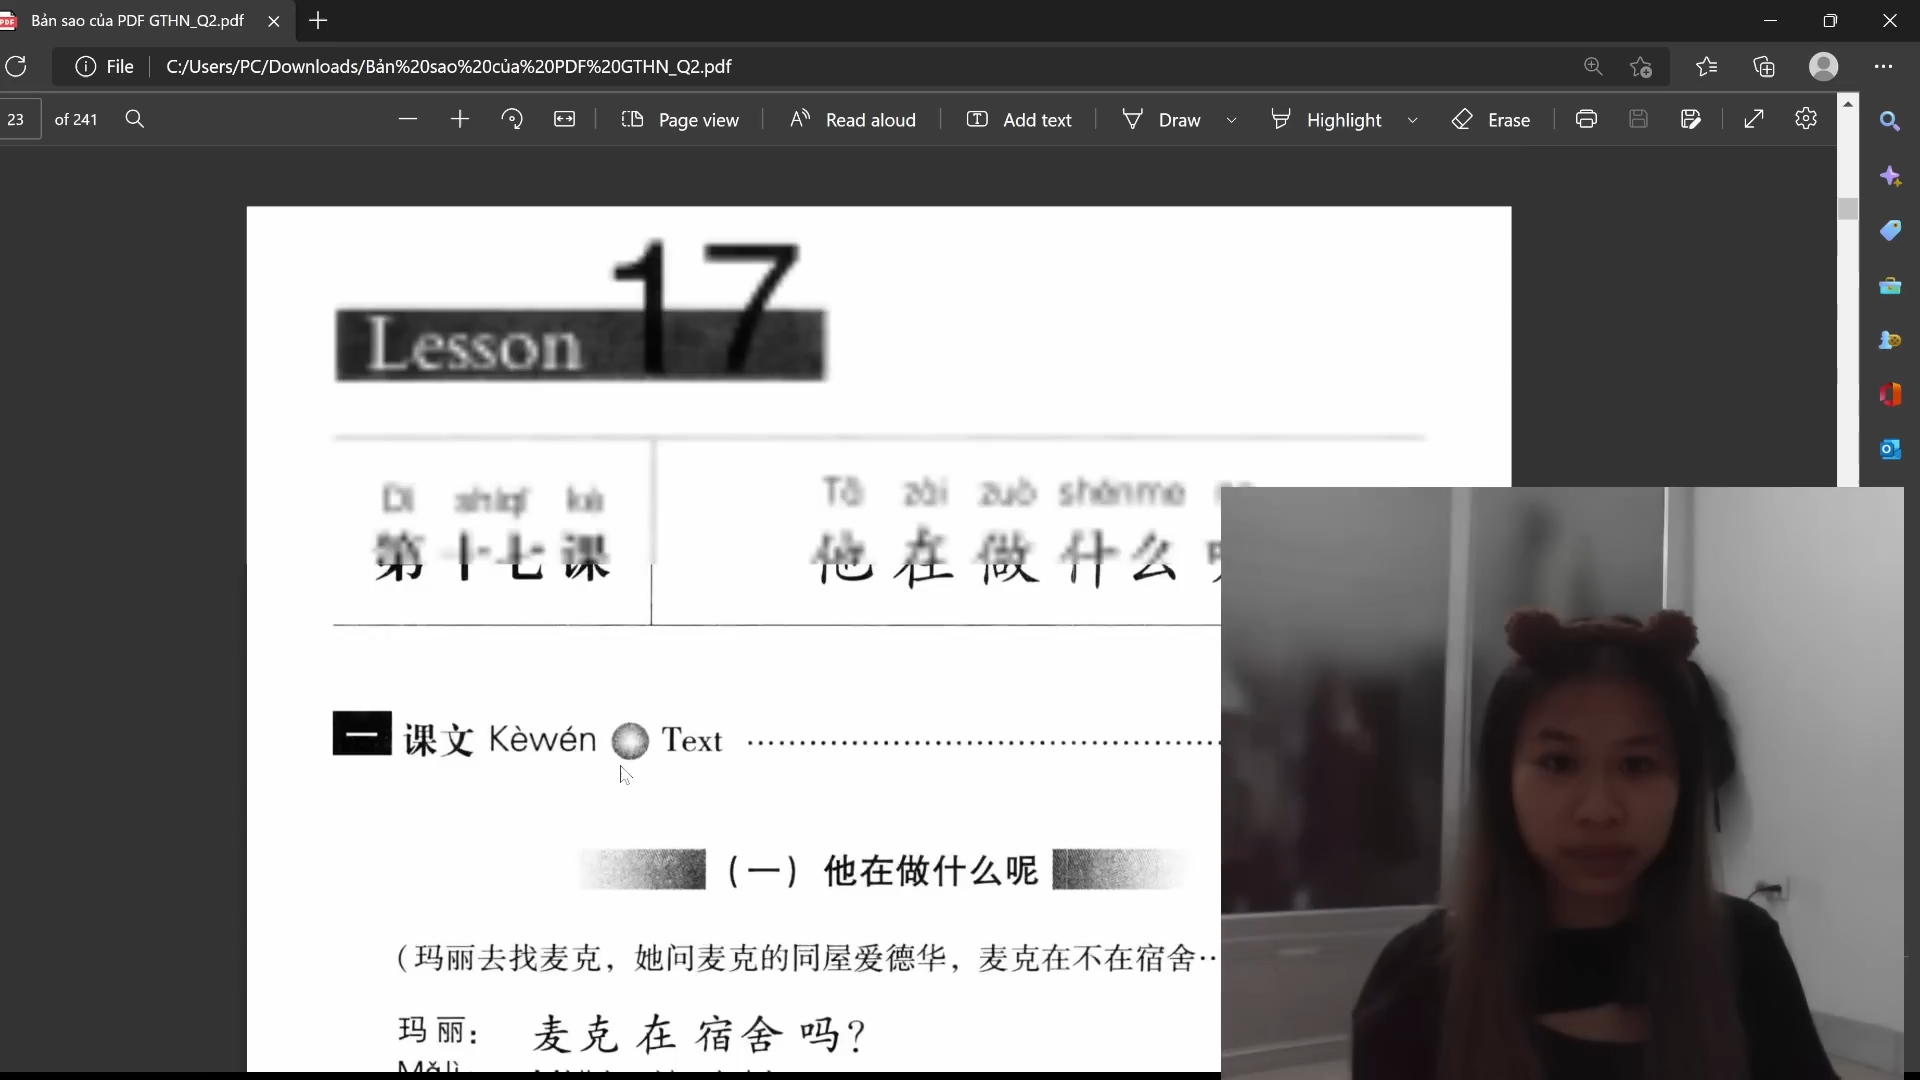 Bản sao của PDF GTHN_Q2.pdf
File
C:/Users/PC/Downloads/Bản%20sao%20của%20PDF%20GTHN_Q2.pdf
23 of 241
Page view
Read aloud
Add text
Draw
Highlight
Erase
Lesson 17
Dì shíqī kè
Tā zài zuò shénme
第十七课
他在做什么
一 课文 Kèwén Text
(一) 他在做什么呢
(玛丽去找麦克，她问麦克的同屋爱德华，麦克在不在宿舍··
玛丽： 麦克在宿舍吗?